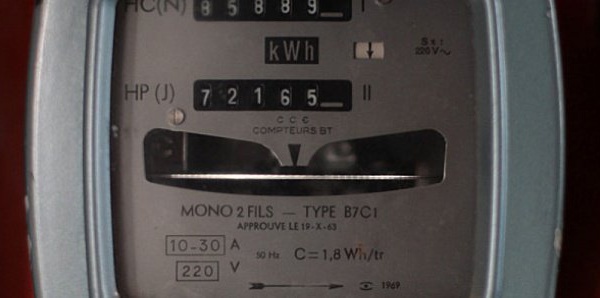 HC(N) 85889 I
kWh
220V~
HP(J) 72165 II
C C C
COMPTEURS BT
MONO 2 FILS — TYPE B7C1
APPROUVE LE 19-X-63
10-30 A
50 Hz C=1,8 Wh/tr
220 V
1969